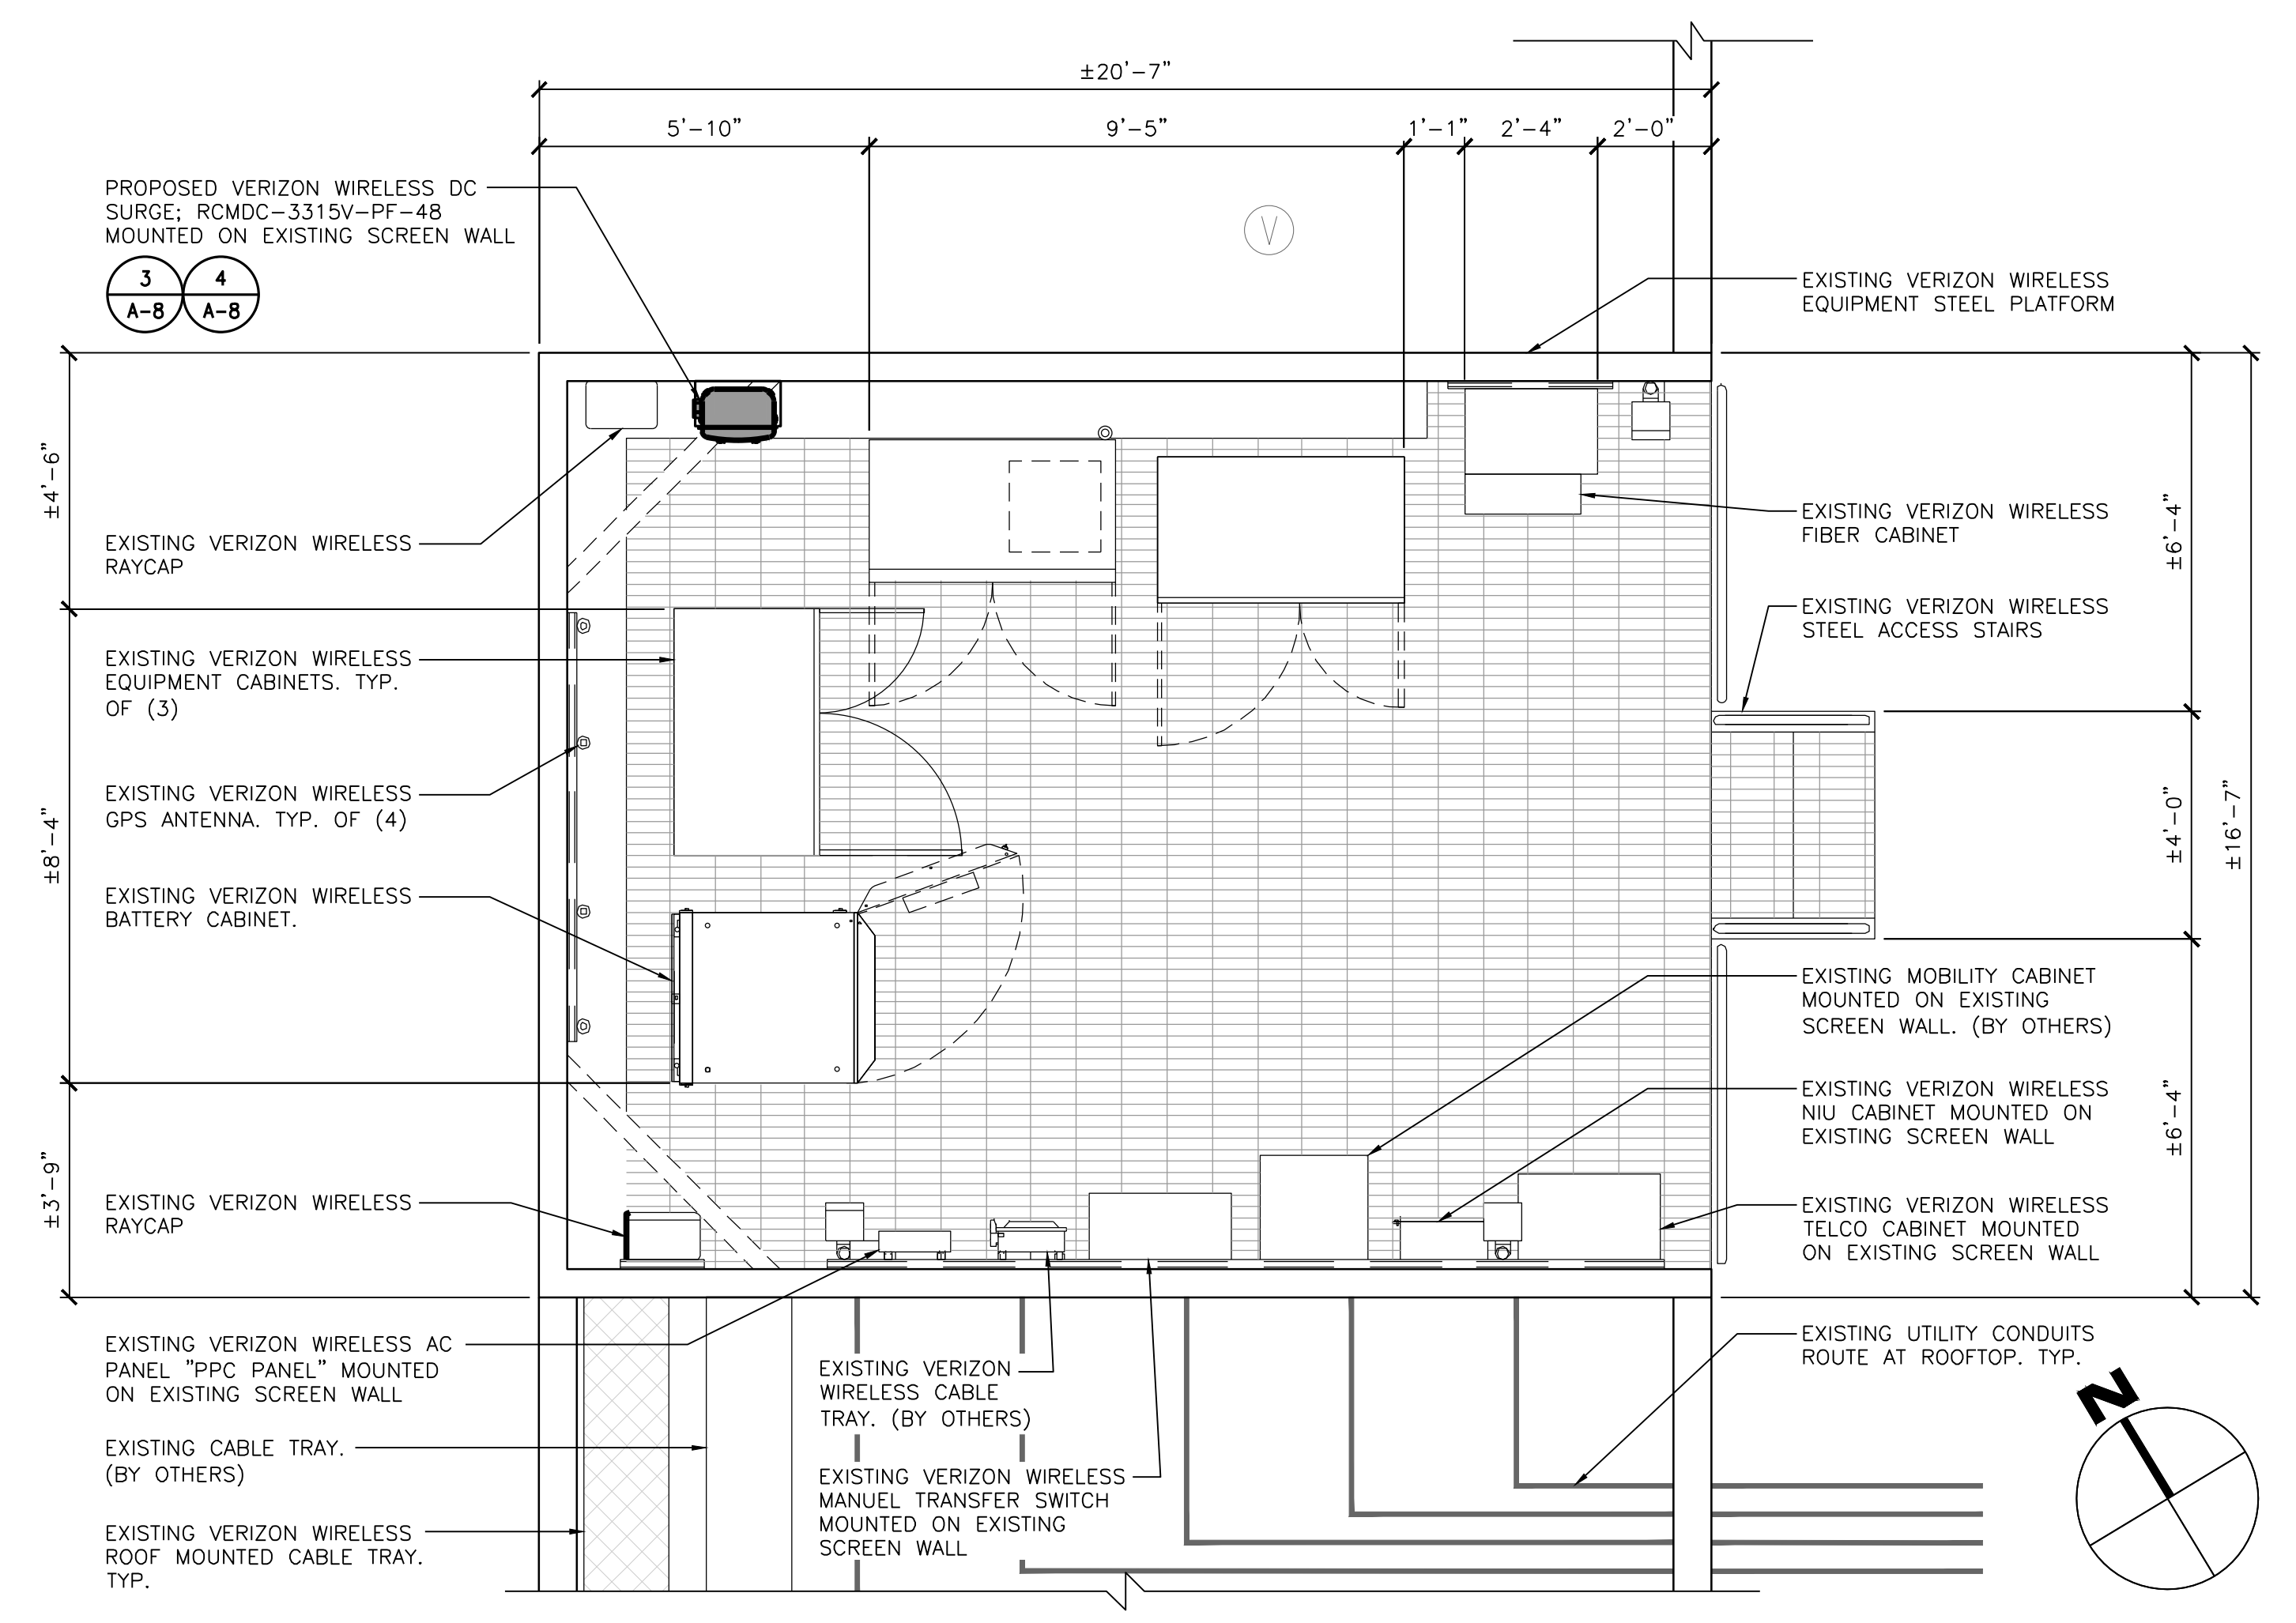 ±20'-7"
5'-10"
9'-5"
1'-1"
2'-4"
2'-0"
PROPOSED VERIZON WIRELESS DC
SURGE; RCMDC-3315V-PF-48
MOUNTED ON EXISTING SCREEN WALL
3
A-8
4
A-8
V
EXISTING VERIZON WIRELESS
EQUIPMENT STEEL PLATFORM
±4'-6"
EXISTING VERIZON WIRELESS
RAYCAP
EXISTING VERIZON WIRELESS
FIBER CABINET
±6'-4"
EXISTING VERIZON WIRELESS
STEEL ACCESS STAIRS
EXISTING VERIZON WIRELESS
EQUIPMENT CABINETS. TYP.
OF (3)
EXISTING VERIZON WIRELESS
GPS ANTENNA. TYP. OF (4)
±8'-4"
±4'-0"
±16'-7"
EXISTING VERIZON WIRELESS
BATTERY CABINET.
EXISTING MOBILITY CABINET
MOUNTED ON EXISTING
SCREEN WALL. (BY OTHERS)
EXISTING VERIZON WIRELESS
NIU CABINET MOUNTED ON
EXISTING SCREEN WALL
±6'-4"
±3'-9"
EXISTING VERIZON WIRELESS
RAYCAP
EXISTING VERIZON WIRELESS
TELCO CABINET MOUNTED
ON EXISTING SCREEN WALL
EXISTING VERIZON WIRELESS AC
PANEL "PPC PANEL" MOUNTED
ON EXISTING SCREEN WALL
EXISTING VERIZON
WIRELESS CABLE
TRAY. (BY OTHERS)
EXISTING UTILITY CONDUITS
ROUTE AT ROOFTOP. TYP.
EXISTING CABLE TRAY.
(BY OTHERS)
EXISTING VERIZON WIRELESS
MANUEL TRANSFER SWITCH
MOUNTED ON EXISTING
SCREEN WALL
EXISTING VERIZON WIRELESS
ROOF MOUNTED CABLE TRAY.
TYP.
N